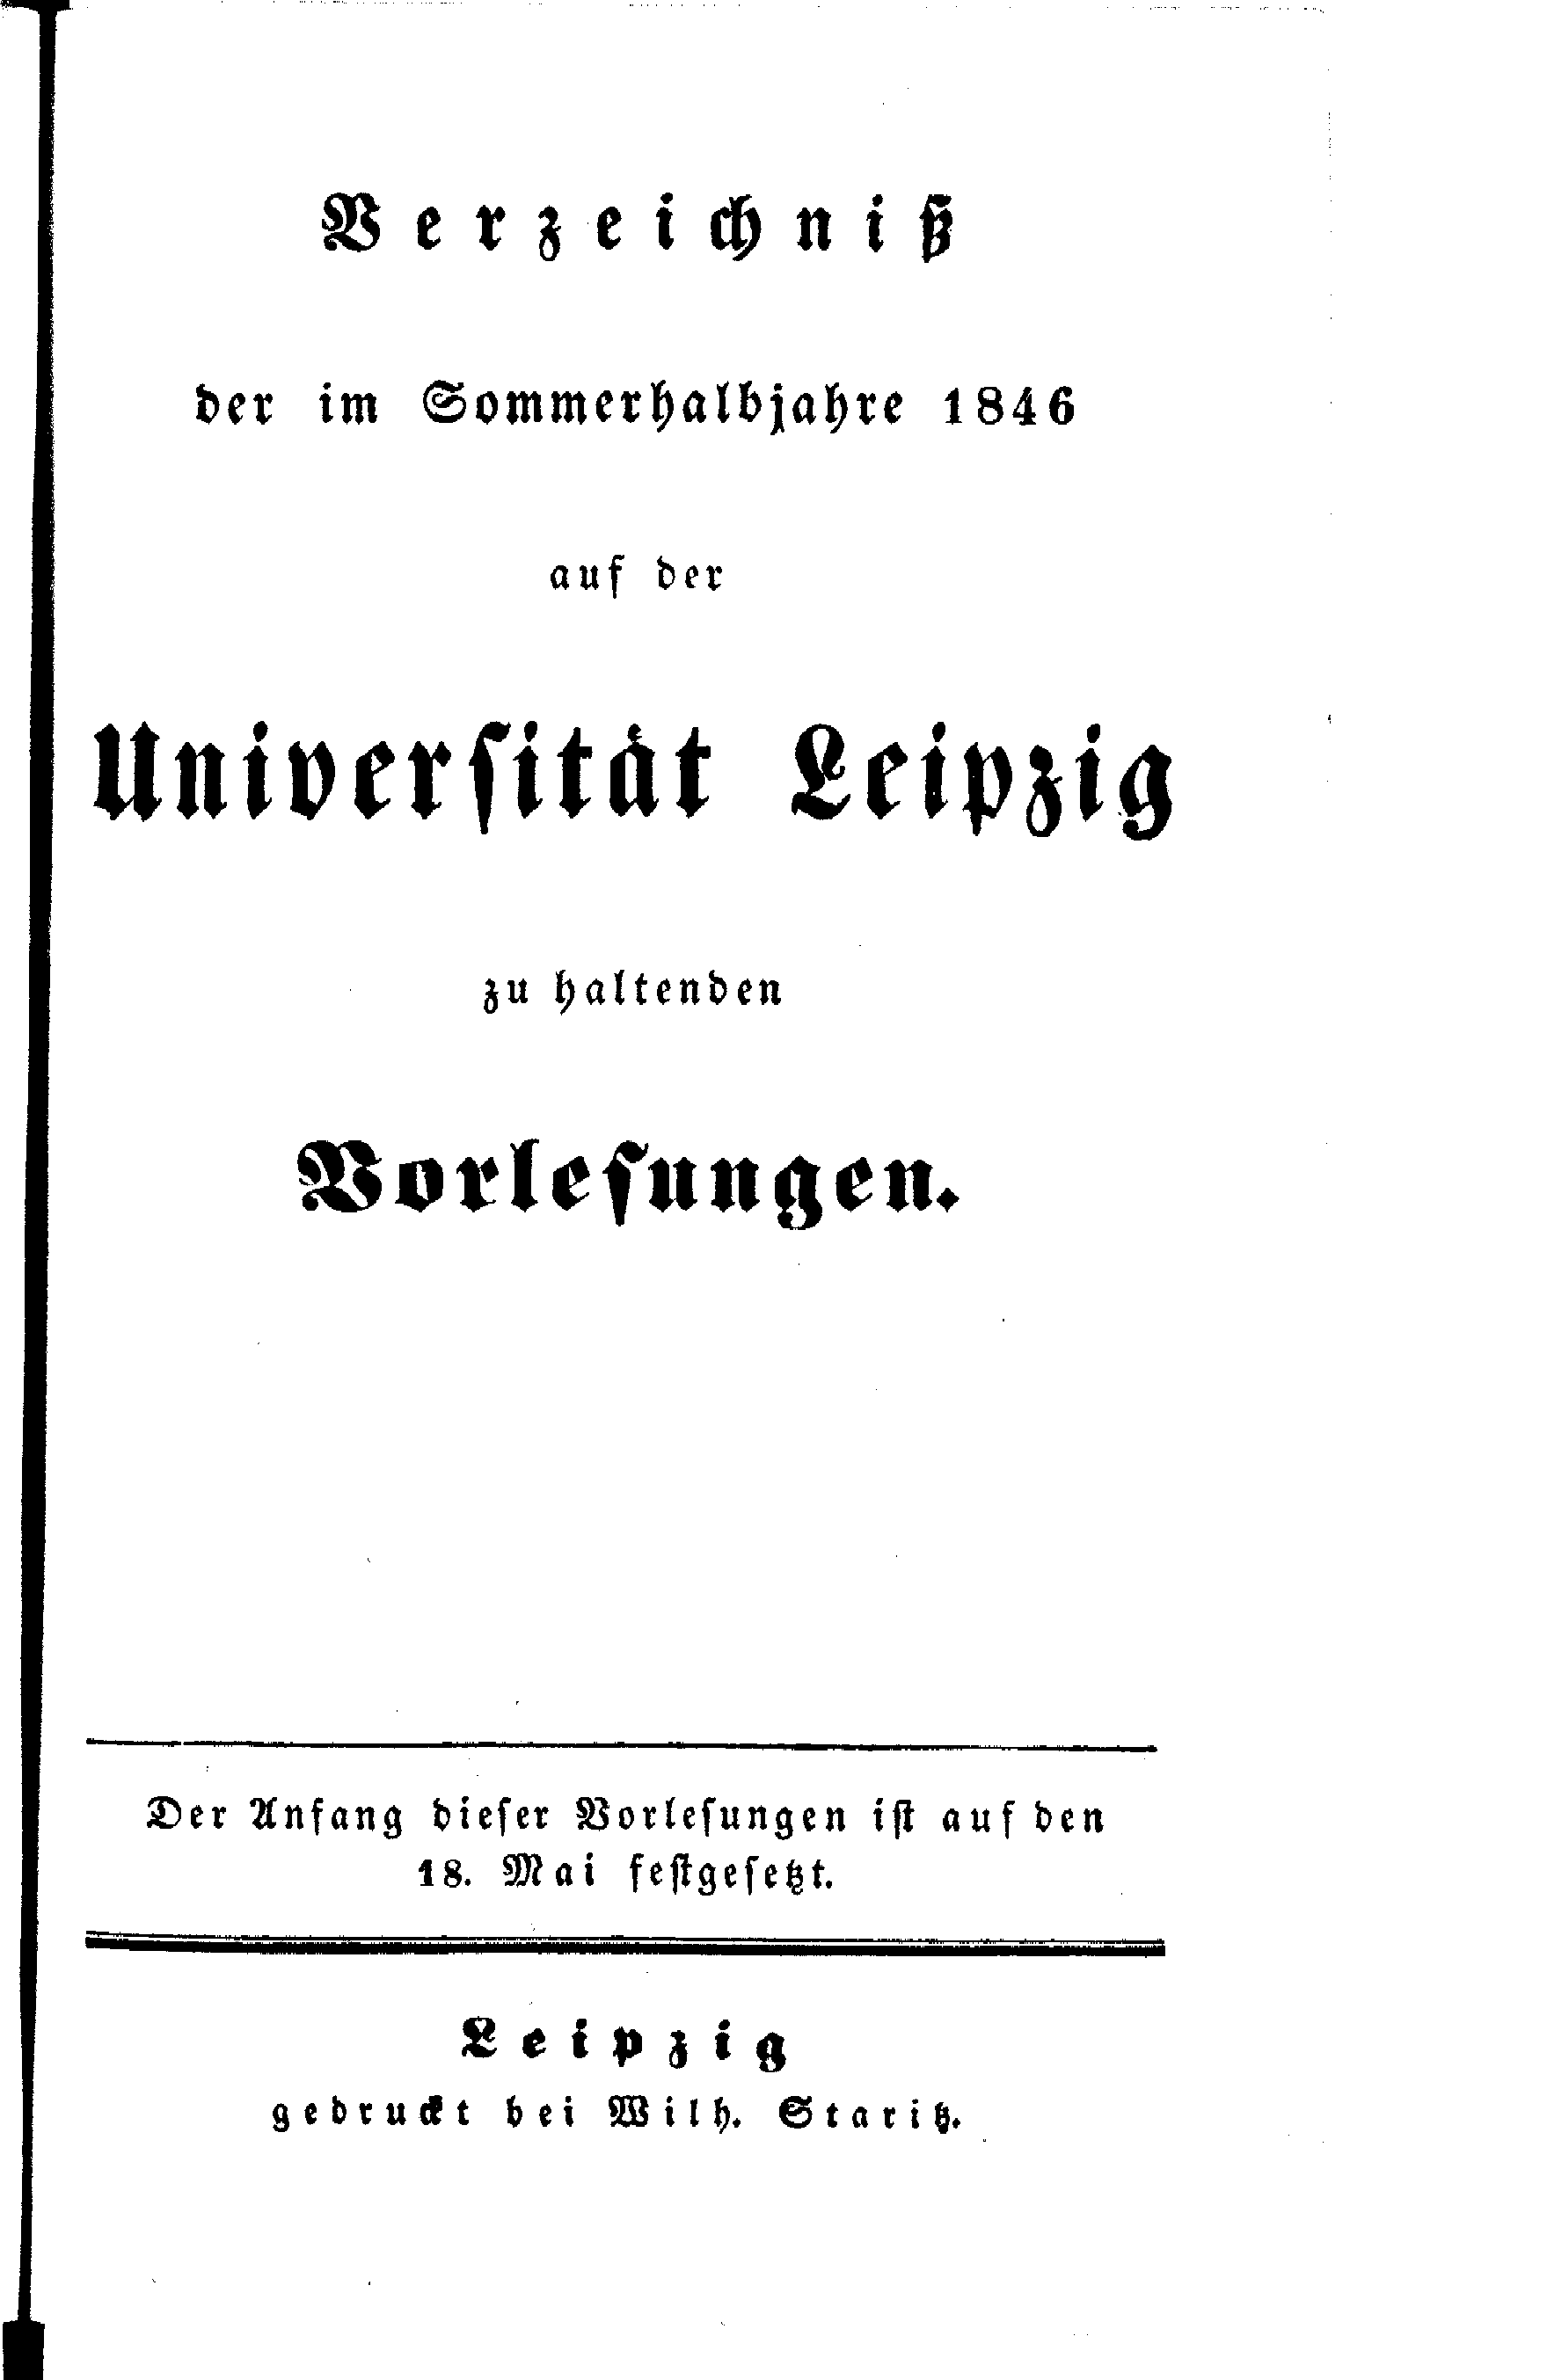 Verzeichniß
der im Sommerhalbjahre 1846
auf der
Universität Leipzig
zu haltenden
Vorlesungen.
Der Anfang dieser Vorlesungen ist auf den
18. Mai festgesetzt.
Leipzig
gedruckt bei Wilh. Staritz.